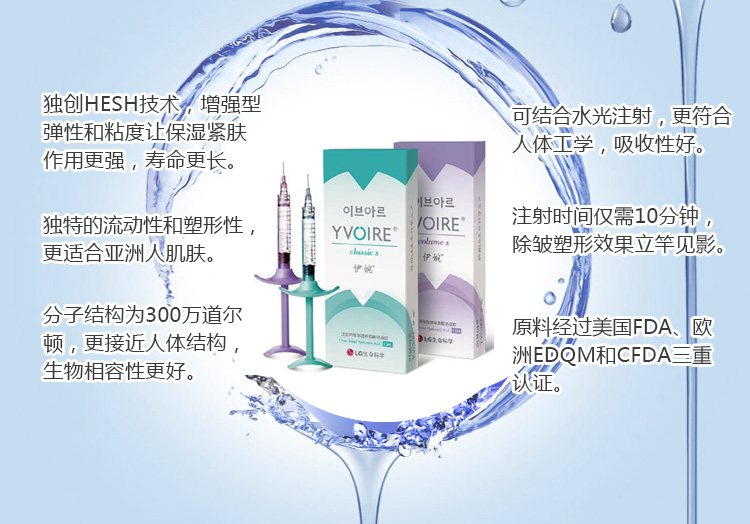 独创HESH技术，增强型
弹性和粘度让保湿紧肤
作用更强，寿命更长。
独特的流动性和塑形性，
更适合亚洲人肌肤。
分子结构为300万道尔
顿，更接近人体结构，
生物相容性更好。
이브아르
YVOIRE®
classic s
伊婉
LG生命科学
이브아르
volume s
伊婉
LG生命科学
可结合水光注射，更符合
人体工学，吸收性好。
注射时间仅需10分钟，
除皱塑形效果立竿见影。
原料经过美国FDA、欧
洲EDQM和CFDA三重
认证。